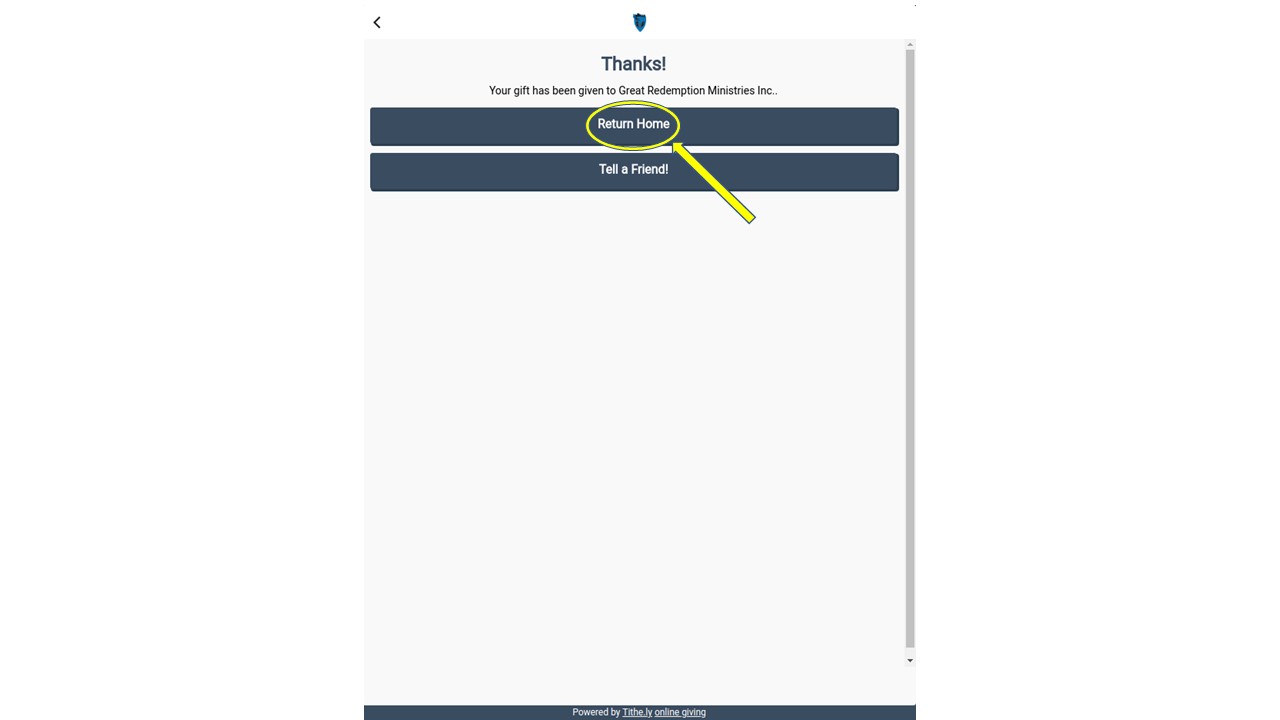 Thanks!
Your gift has been given to Great Redemption Ministries Inc..
Return Home
Tell a Friend!
Powered by Tithe.ly online giving